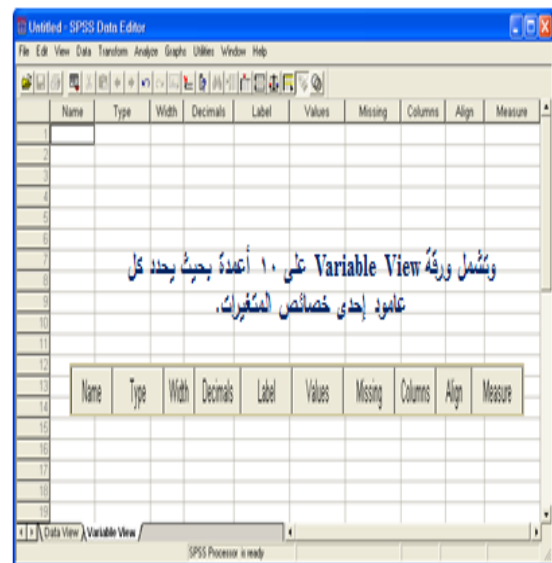 Untitled - SPSS Data Editor
File Edit View Data Transform Analyze Graphs Utilities Window Help
Name Type Width Decimals Label Values Missing Columns Align Measure
1
2
3
4
5
6
7
وتشمل ورقة Variable View على ١٠ أعمدة بحيث يحدد كل
8
9
عامود إحدى خصائص المتغيرات.
10
11
12
13
Name Type Width Decimals Label Values Missing Columns Align Measure
14
15
16
17
18
19
Data View Variable View
SPSS Processor is ready